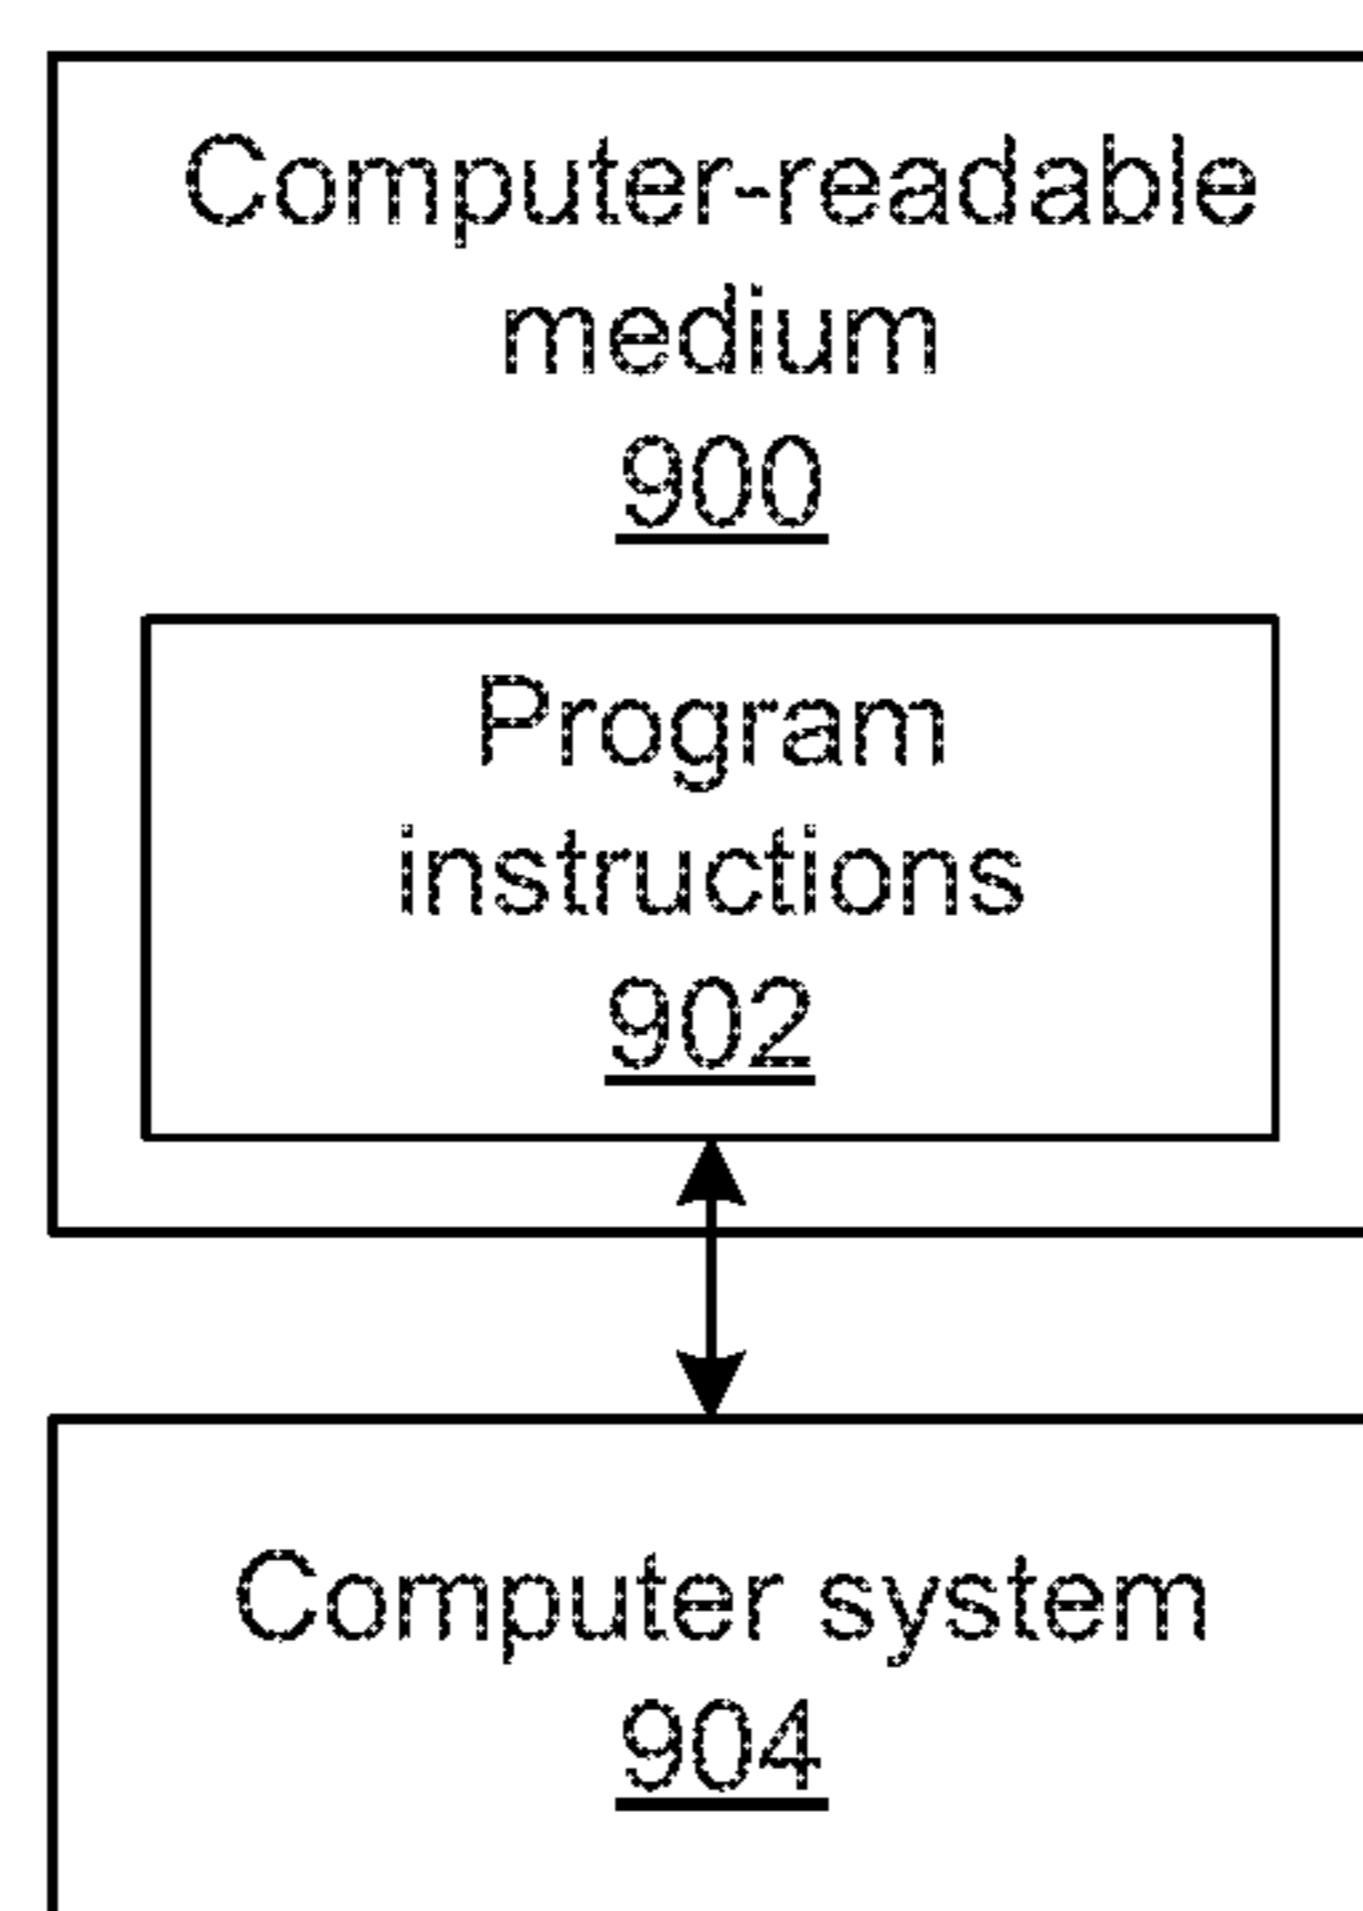 Computer-readable
medium
900
Program
instructions
902
Computer system
904